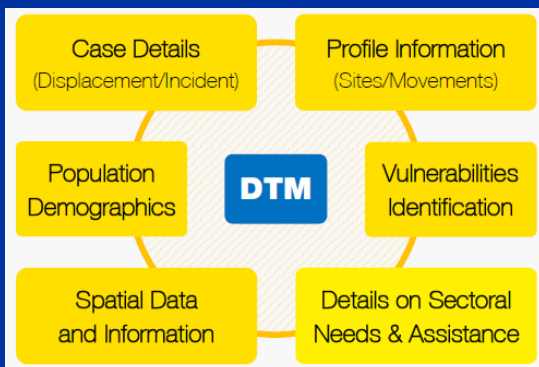 Case Details
(Displacement/Incident)
Profile Information
(Sites/Movements)
Population
Demographics
DTM
Vulnerabilities
Identification
Spatial Data
and Information
Details on Sectoral
Needs & Assistance